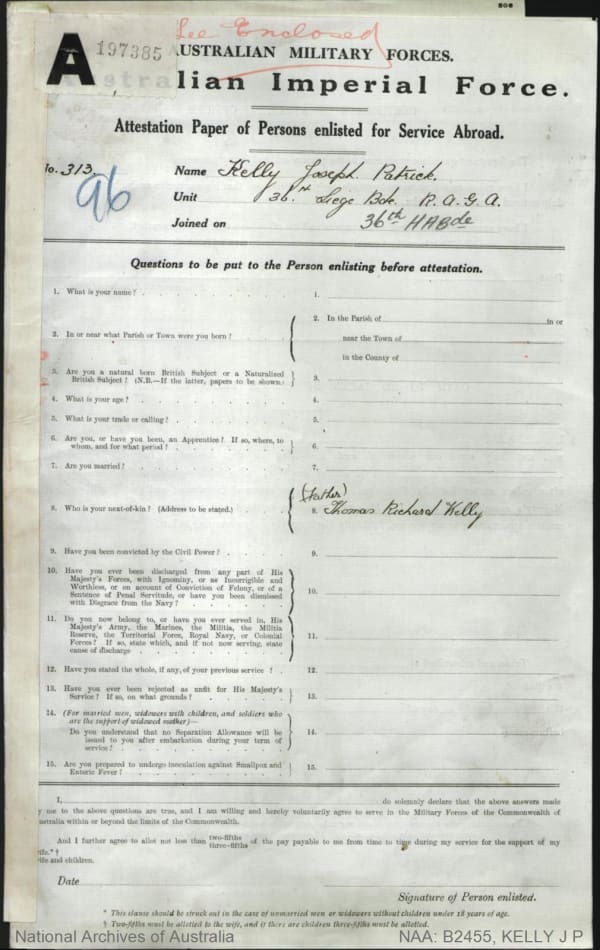 See Enclosed
A 197385
AUSTRALIAN MILITARY FORCES.
Australian Imperial Force.
Attestation Paper of Persons enlisted for Service Abroad.
No. 313.
96
Name Kelly Joseph Patrick.
Unit 36th Siege Bde. R.A.G.A.
Joined on 36th HABde
Questions to be put to the Person enlisting before attestation.
1. What is your name? 1.
2. In or near what Parish or Town were you born? 2. In the Parish of in or
near the Town of
in the County of
3. Are you a natural born British Subject or a Naturalized
British Subject? (N.B.—If the latter, papers to be shown.) 3.
4. What is your age? 4.
5. What is your trade or calling? 5.
6. Are you, or have you been, an Apprentice? If so, where, to
whom, and for what period? 6.
7. Are you married? 7.
8. Who is your next-of-kin? (Address to be stated.) 8. (Father)
Thomas Richard Kelly
9. Have you been convicted by the Civil Power? 9.
10. Have you ever been discharged from any part of His
Majesty's Forces, with Ignominy, or as Incorrigible and
Worthless, or on account of Conviction of Felony, or of a
Sentence of Penal Servitude, or have you been dismissed
with Disgrace from the Navy? 10.
11. Do you now belong to, or have you ever served in, His
Majesty's Army, the Marines, the Militia, the Militia
Reserve, the Territorial Force, Royal Navy, or Colonial
Forces? If so, state which, and if not now serving, state
cause of discharge 11.
12. Have you stated the whole, if any, of your previous service? 12.
13. Have you ever been rejected as unfit for His Majesty's
Service? If so, on what grounds? 13.
14. (For married men, widowers with children, and soldiers who
are the support of widowed mother)—
Do you understand that no Separation Allowance will be
issued to you after embarkation during your term of
service? 14.
15. Are you prepared to undergo inoculation against Smallpox and
Enteric Fever? 15.
I, do solemnly declare that the above answers made
y me to the above questions are true, and I am willing and hereby voluntarily agree to serve in the Military Forces of the Commonwealth of
ustralia within or beyond the limits of the Commonwealth.
And I further agree to allot not less than two-fifths three-fifths of the pay payable to me from time to time during my service for the support of my
ife.* †
ife and children.
Date
Signature of Person enlisted.
* This clause should be struck out in the case of unmarried men or widowers without children under 18 years of age.
† Two-fifths must be allotted to the wife, and if there are children three-fifths must be allotted.
National Archives of Australia NAA: B2455, KELLY J P